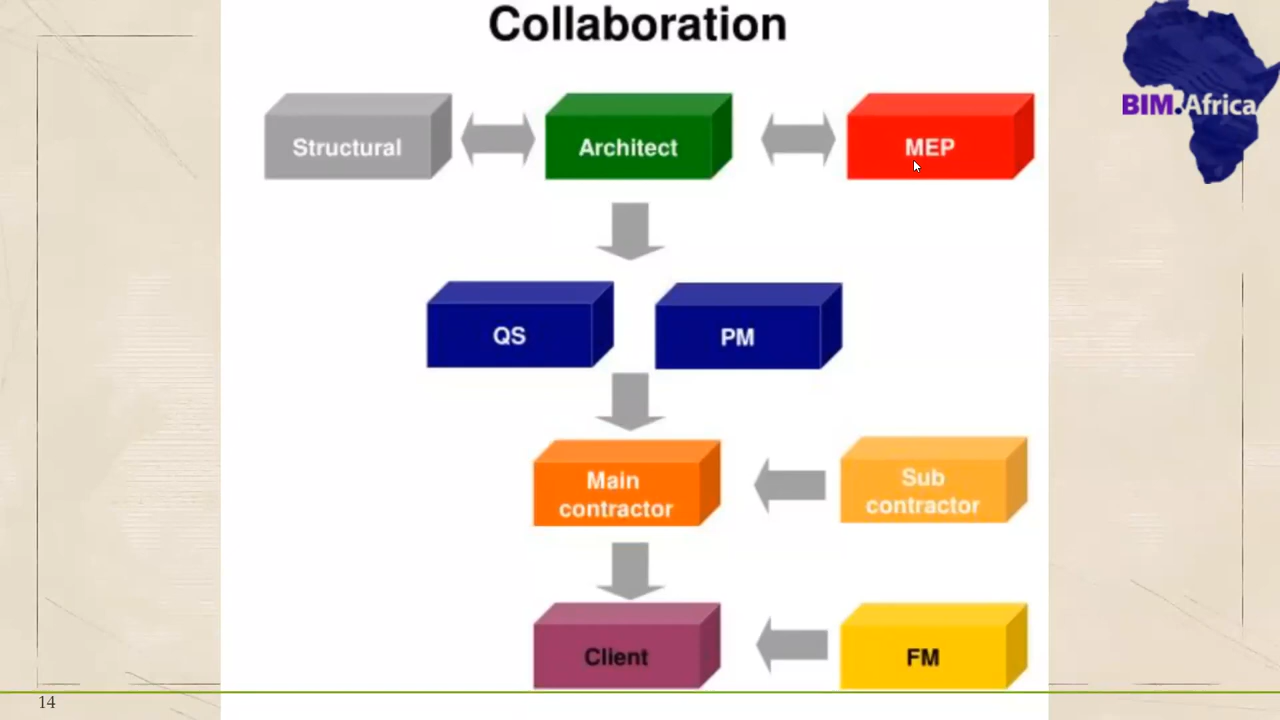 Collaboration
BIM.Africa
Structural
Architect
MEP
QS
PM
Main
contractor
Sub
contractor
Client
FM
14